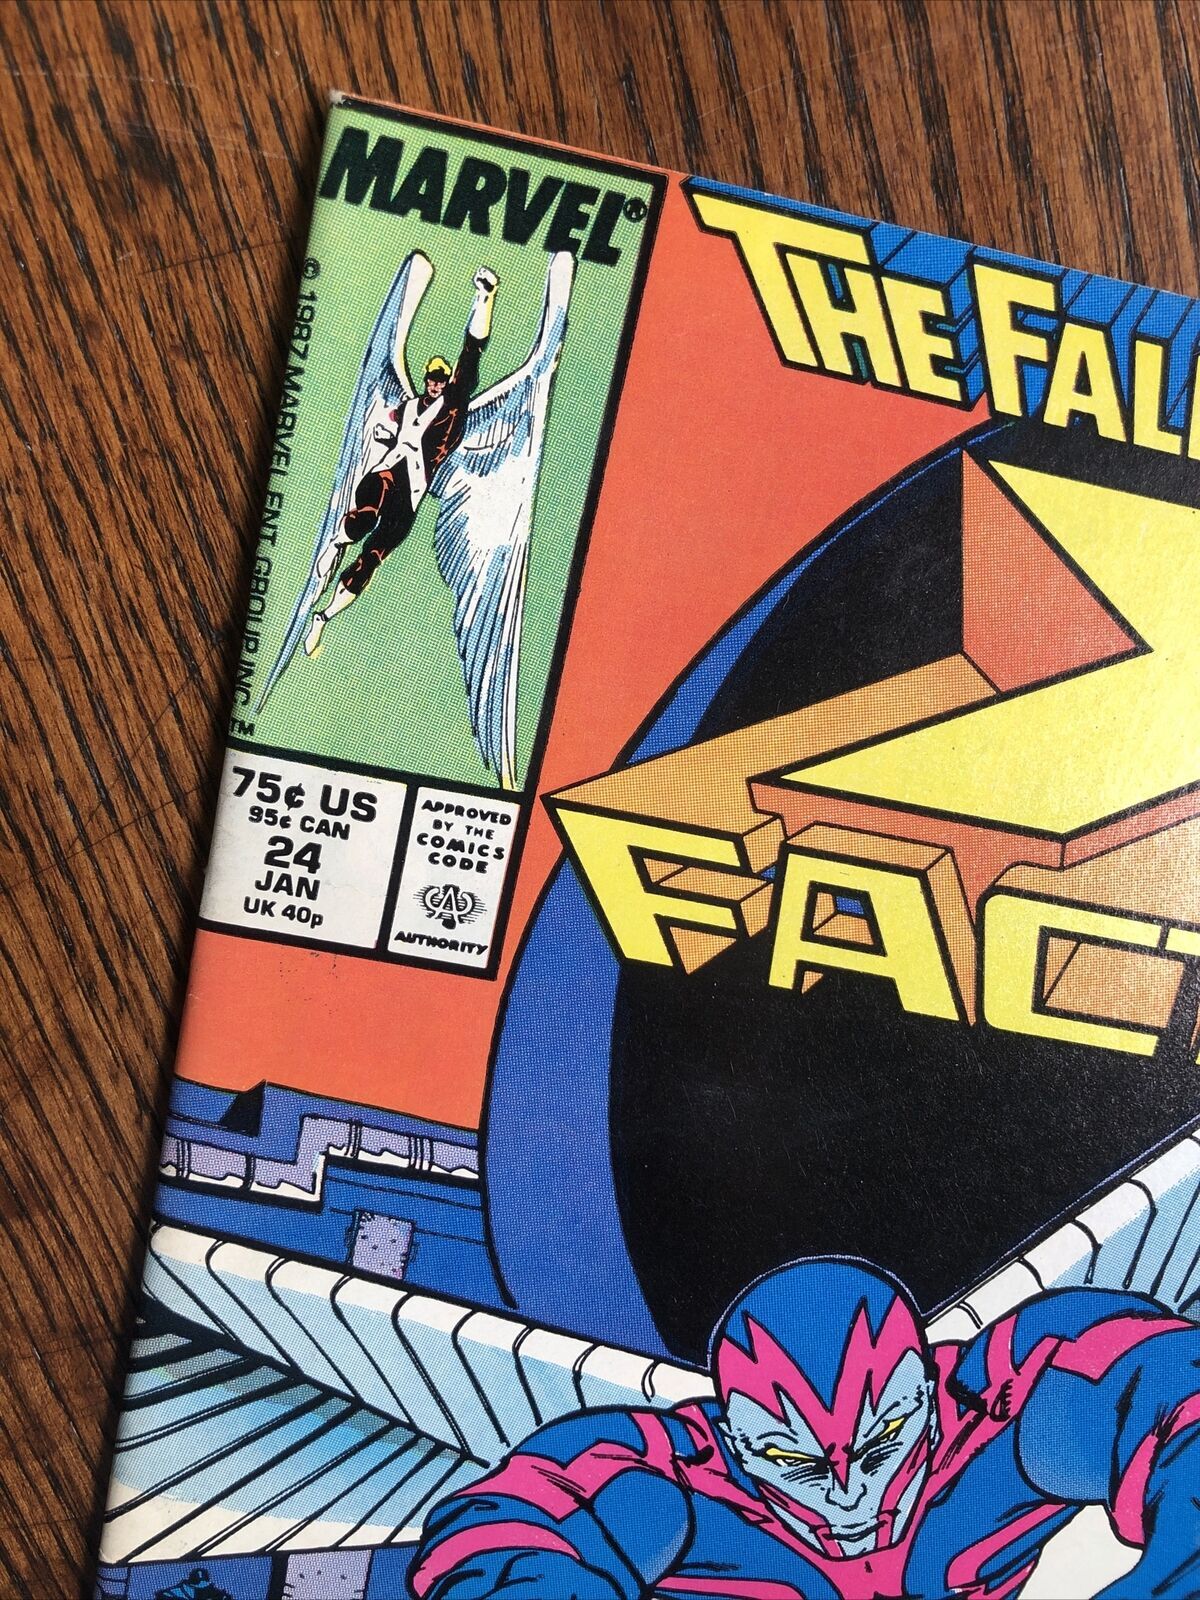 MARVEL®
© 1987 MARVEL ENT. GROUP, INC.
THE FAL
X
FACT
75¢ US
95¢ CAN
24
JAN
UK 40p
APPROVED
BY THE
COMICS
CODE
CA
AUTHORITY